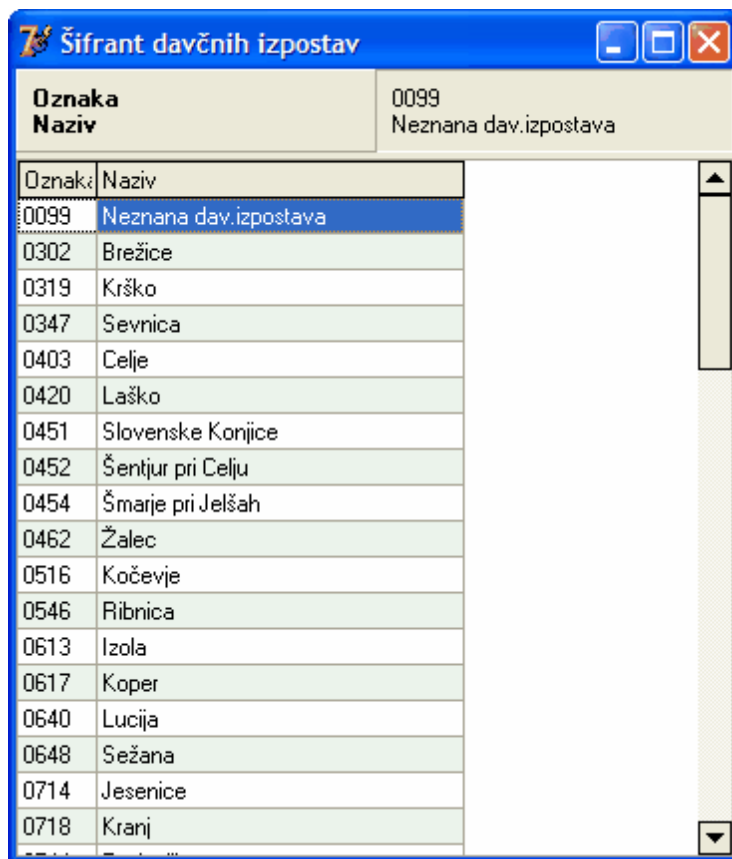 Šifrant davčnih izpostav
Oznaka 0099
Naziv Neznana dav.izpostava
Oznaka Naziv
0099 Neznana dav.izpostava
0302 Brežice
0319 Krško
0347 Sevnica
0403 Celje
0420 Laško
0451 Slovenske Konjice
0452 Šentjur pri Celju
0454 Šmarje pri Jelšah
0462 Žalec
0516 Kočevje
0546 Ribnica
0613 Izola
0617 Koper
0640 Lucija
0648 Sežana
0714 Jesenice
0718 Kranj